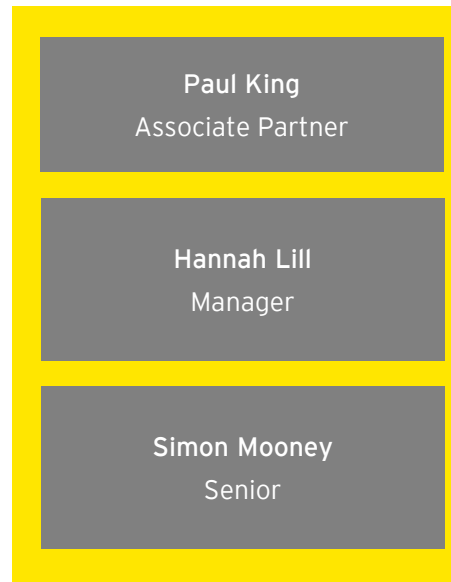 Paul King
Associate Partner
Hannah Lill
Manager
Simon Mooney
Senior